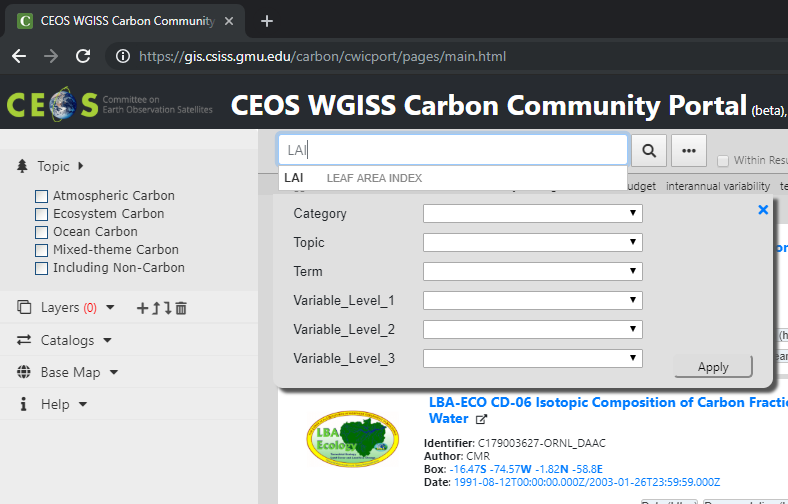 CEOS WGISS Carbon Community
https://gis.csiss.gmu.edu/carbon/cwicport/pages/main.html
CEOS Committee on
Earth Observation Satellites
CEOS WGISS Carbon Community Portal (beta),
LAI
Within Resu
LAI LEAF AREA INDEX
udget interannual variability te
Topic
Atmospheric Carbon
Ecosystem Carbon
Ocean Carbon
Mixed-theme Carbon
Including Non-Carbon
Layers (0)
Catalogs
Base Map
Help
Category
Topic
Term
Variable_Level_1
Variable_Level_2
Variable_Level_3
Apply
LBA-ECO CD-06 Isotopic Composition of Carbon Fractic
Water
LBA
Ecology
Identifier: C179003627-ORNL_DAAC
Author: CMR
Box: -16.47S -74.57W -1.82N -58.8E
Date: 1991-08-12T00:00:00.000Z/2003-01-26T23:59:59.000Z